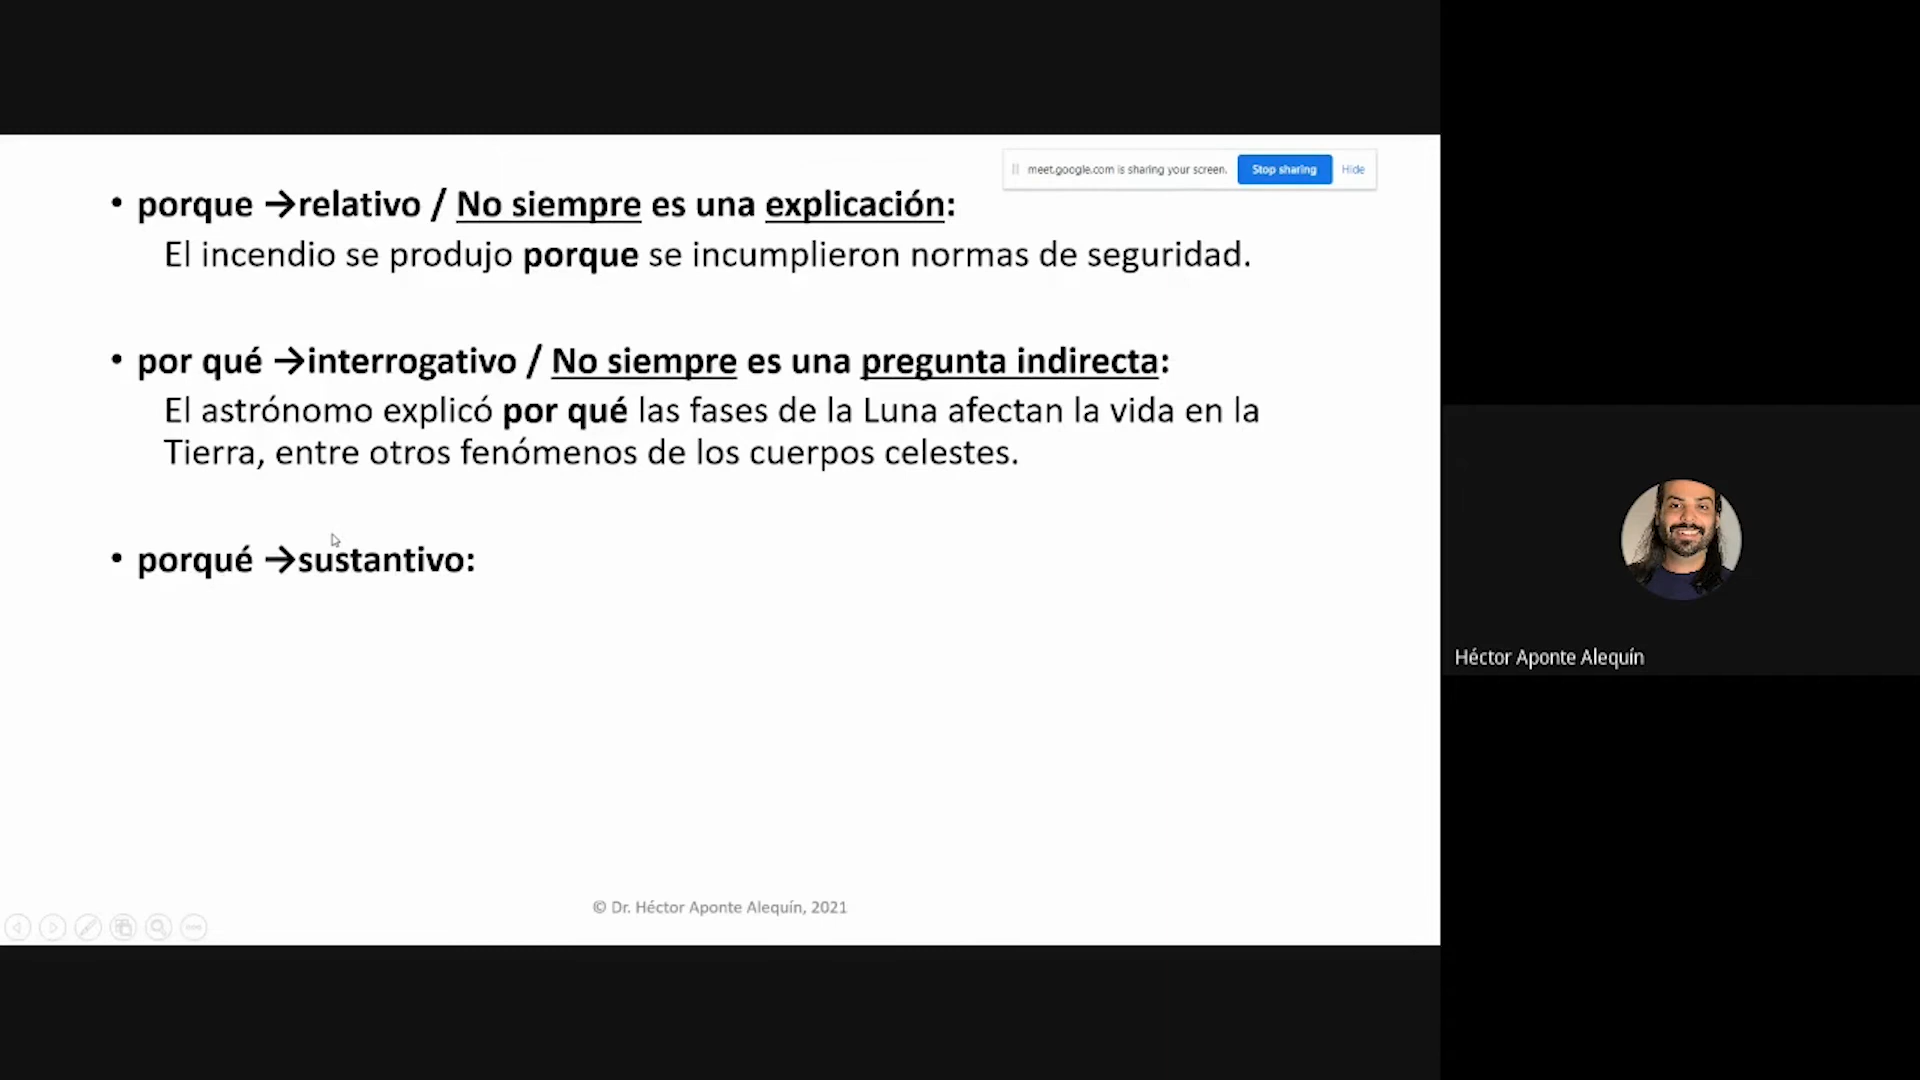 meet.google.com is sharing your screen. Stop sharing Hide
• porque →relativo / No siempre es una explicación:
El incendio se produjo porque se incumplieron normas de seguridad.
• por qué →interrogativo / No siempre es una pregunta indirecta:
El astrónomo explicó por qué las fases de la Luna afectan la vida en la
Tierra, entre otros fenómenos de los cuerpos celestes.
• porqué →sustantivo:
Héctor Aponte Alequín
© Dr. Héctor Aponte Alequín, 2021